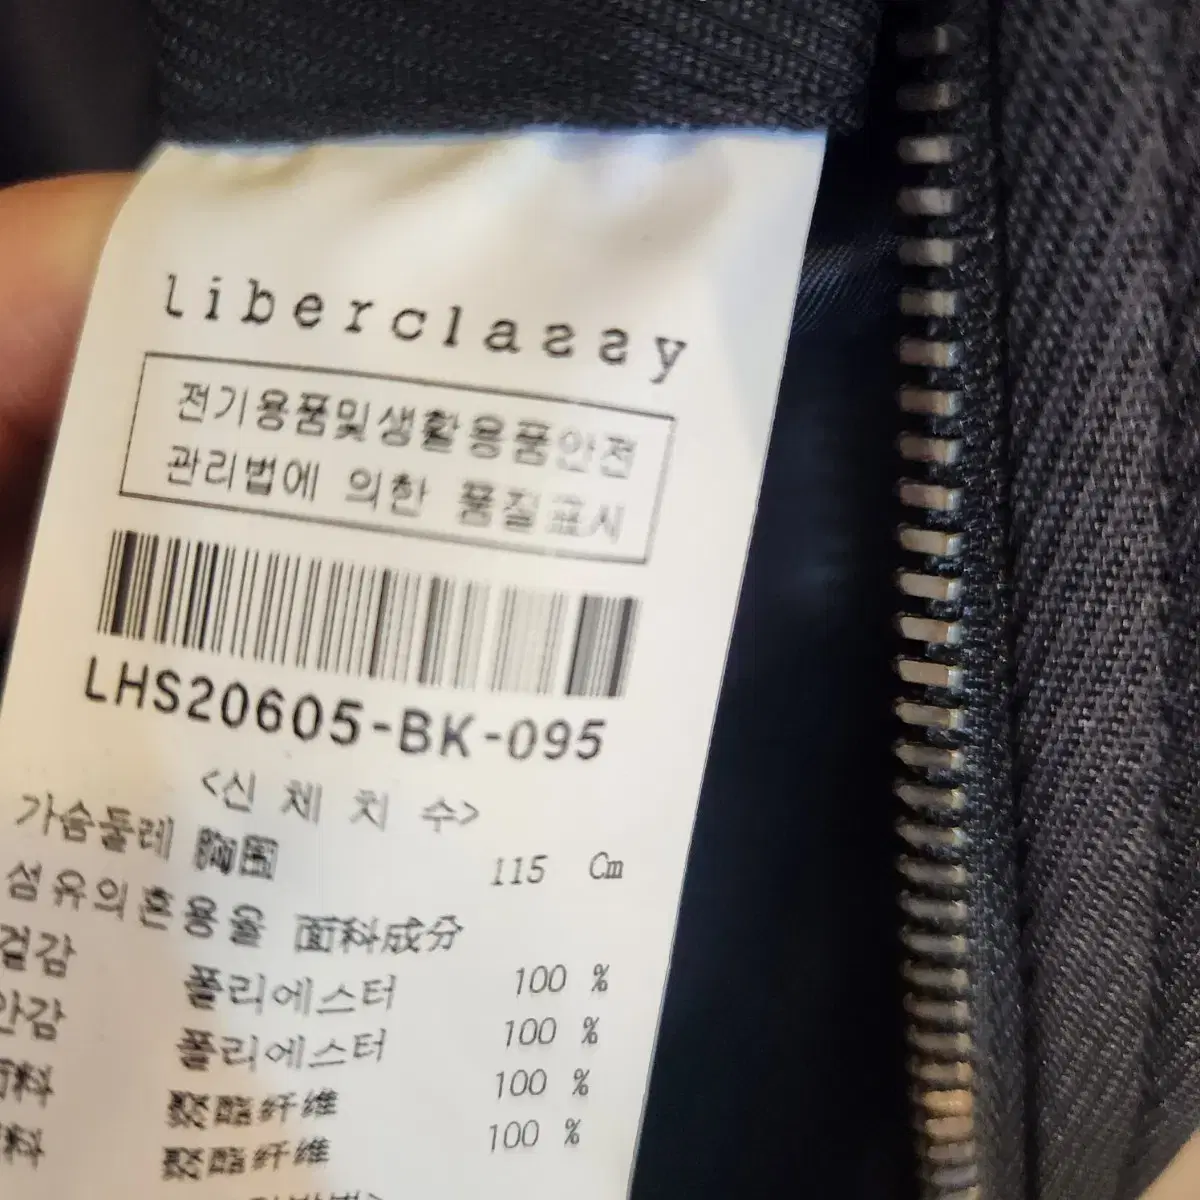 liberclassy
전기용품및생활용품안전
관리법에 의한 품질표시
LHS20605-BK-095
<신 체 치 수>
가슴둘레 胸围 115 Cm
섬유의혼용율 面料成分
겉감 폴리에스터 100 %
안감 폴리에스터 100 %
面料 聚酯纤维 100 %
聚酯纤维 100 %